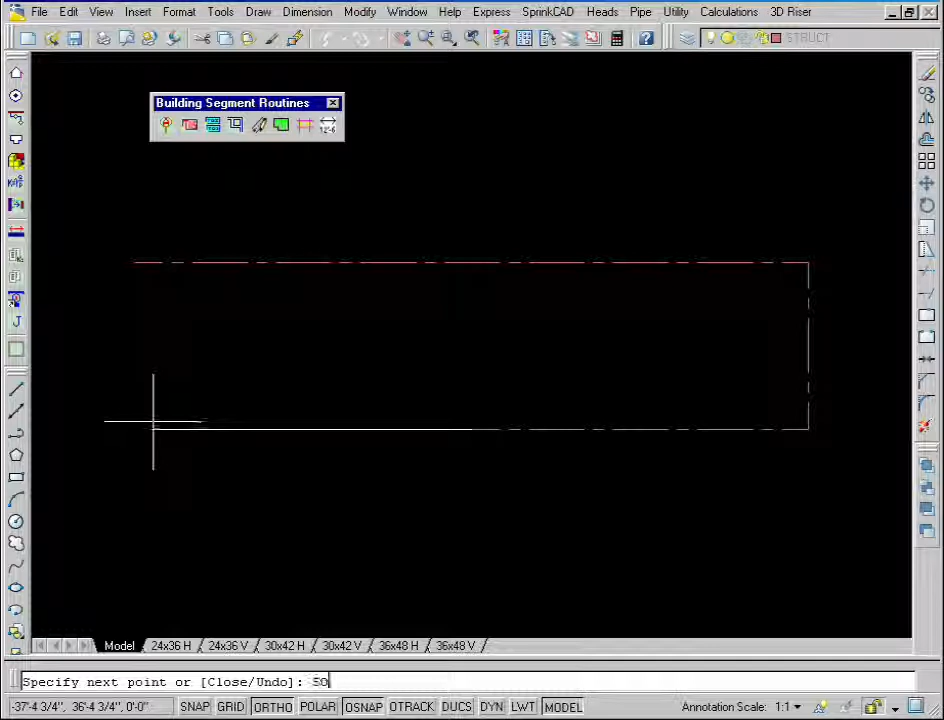 File Edit View Insert Format Tools Draw Dimension Modify Window Help Express SprinkCAD Heads Pipe Utility Calculations 3D Riser
STRUCT
Building Segment Routines
12'-6
Model 24x36 H 24x36 V 30x42 H 30x42 V 36x48 H 36x48 V
Specify next point or [Close/Undo]: 50
-37'-4 3/4", 36'-4 3/4", 0'-0" SNAP GRID ORTHO POLAR OSNAP OTRACK DUCS DYN LWT MODEL Annotation Scale: 1:1